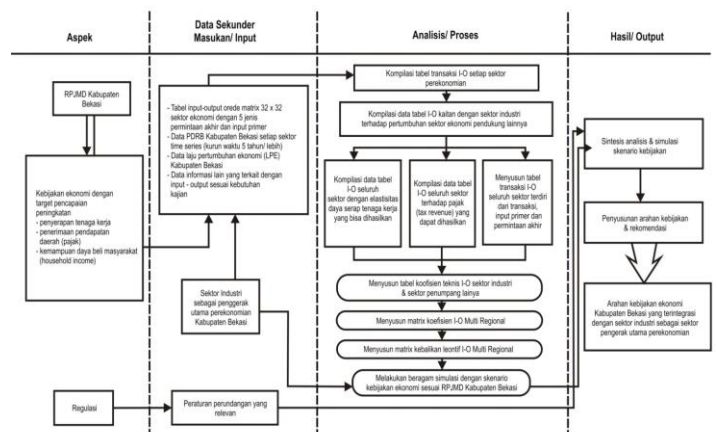 Aspek
Data Sekunder
Masukan/ Input
Analisis/ Proses
Hasil/ Output
RPJMD Kabupaten
Bekasi
Kebijakan ekonomi dengan
target pencapaian
peningkatan
- penyerapan tenaga kerja
- penerimaan pendapatan
daerah (pajak)
- kemampuan daya beli masyarakat
(household income)
Regulasi
- Tabel input-output orede matrix 32 x 32
sektor ekonomi dengan 5 jenis
permintaan akhir dan input primer
- Data PDRB Kabupaten Bekasi setiap sektor
time series (kurun waktu 5 tahun/ lebih)
- Data laju pertumbuhan ekonomi (LPE)
Kabupaten Bekasi
- Data informasi lain yang terkait dengan
input - output sesuai kebutuhan
kajian
Sektor Industri
sebagai penggerak
utama perekonomian
Kabupaten Bekasi
Peraturan perundangan yang
relevan
Kompilasi tabel transaksi I-O setiap sektor
perekonomian
Kompilasi data tabel I-O kaitan dengan sektor industri
terhadap pertumbuhan sektor ekonomi pendukung lainnya
Kompilasi data tabel
I-O seluruh
sektor dengan elastisitas
daya serap tenaga kerja
yang bisa dihasilkan
Kompilasi data tabel
I-O seluruh sektor
terhadap pajak
(tax revenue) yang
dapat dihasilkan
Menyusun tabel
transaksi I-O
seluruh sektor terdiri
dari transaksi,
input primer dan
permintaan akhir
Menyusun tabel koofisien teknis I-O sektor industri
& sektor penumpang lainya
Menyusun matrix koefisien I-O Multi Regional
Menyusun matrix kebalikan leontif I-O Multi Regional
Melakukan beragam simulasi dengan skenario
kebijakan ekonomi sesuai RPJMD Kabupaten Bekasi
Sintesis analisis & simulasi
skenario kebijakan
Penyusunan arahan kebijakan
& rekomendasi
Arahan kebijakan ekonomi
Kabupaten Bekasi yang terintegrasi
dengan sektor industri sebagai sektor
pengerak utama perekonomian